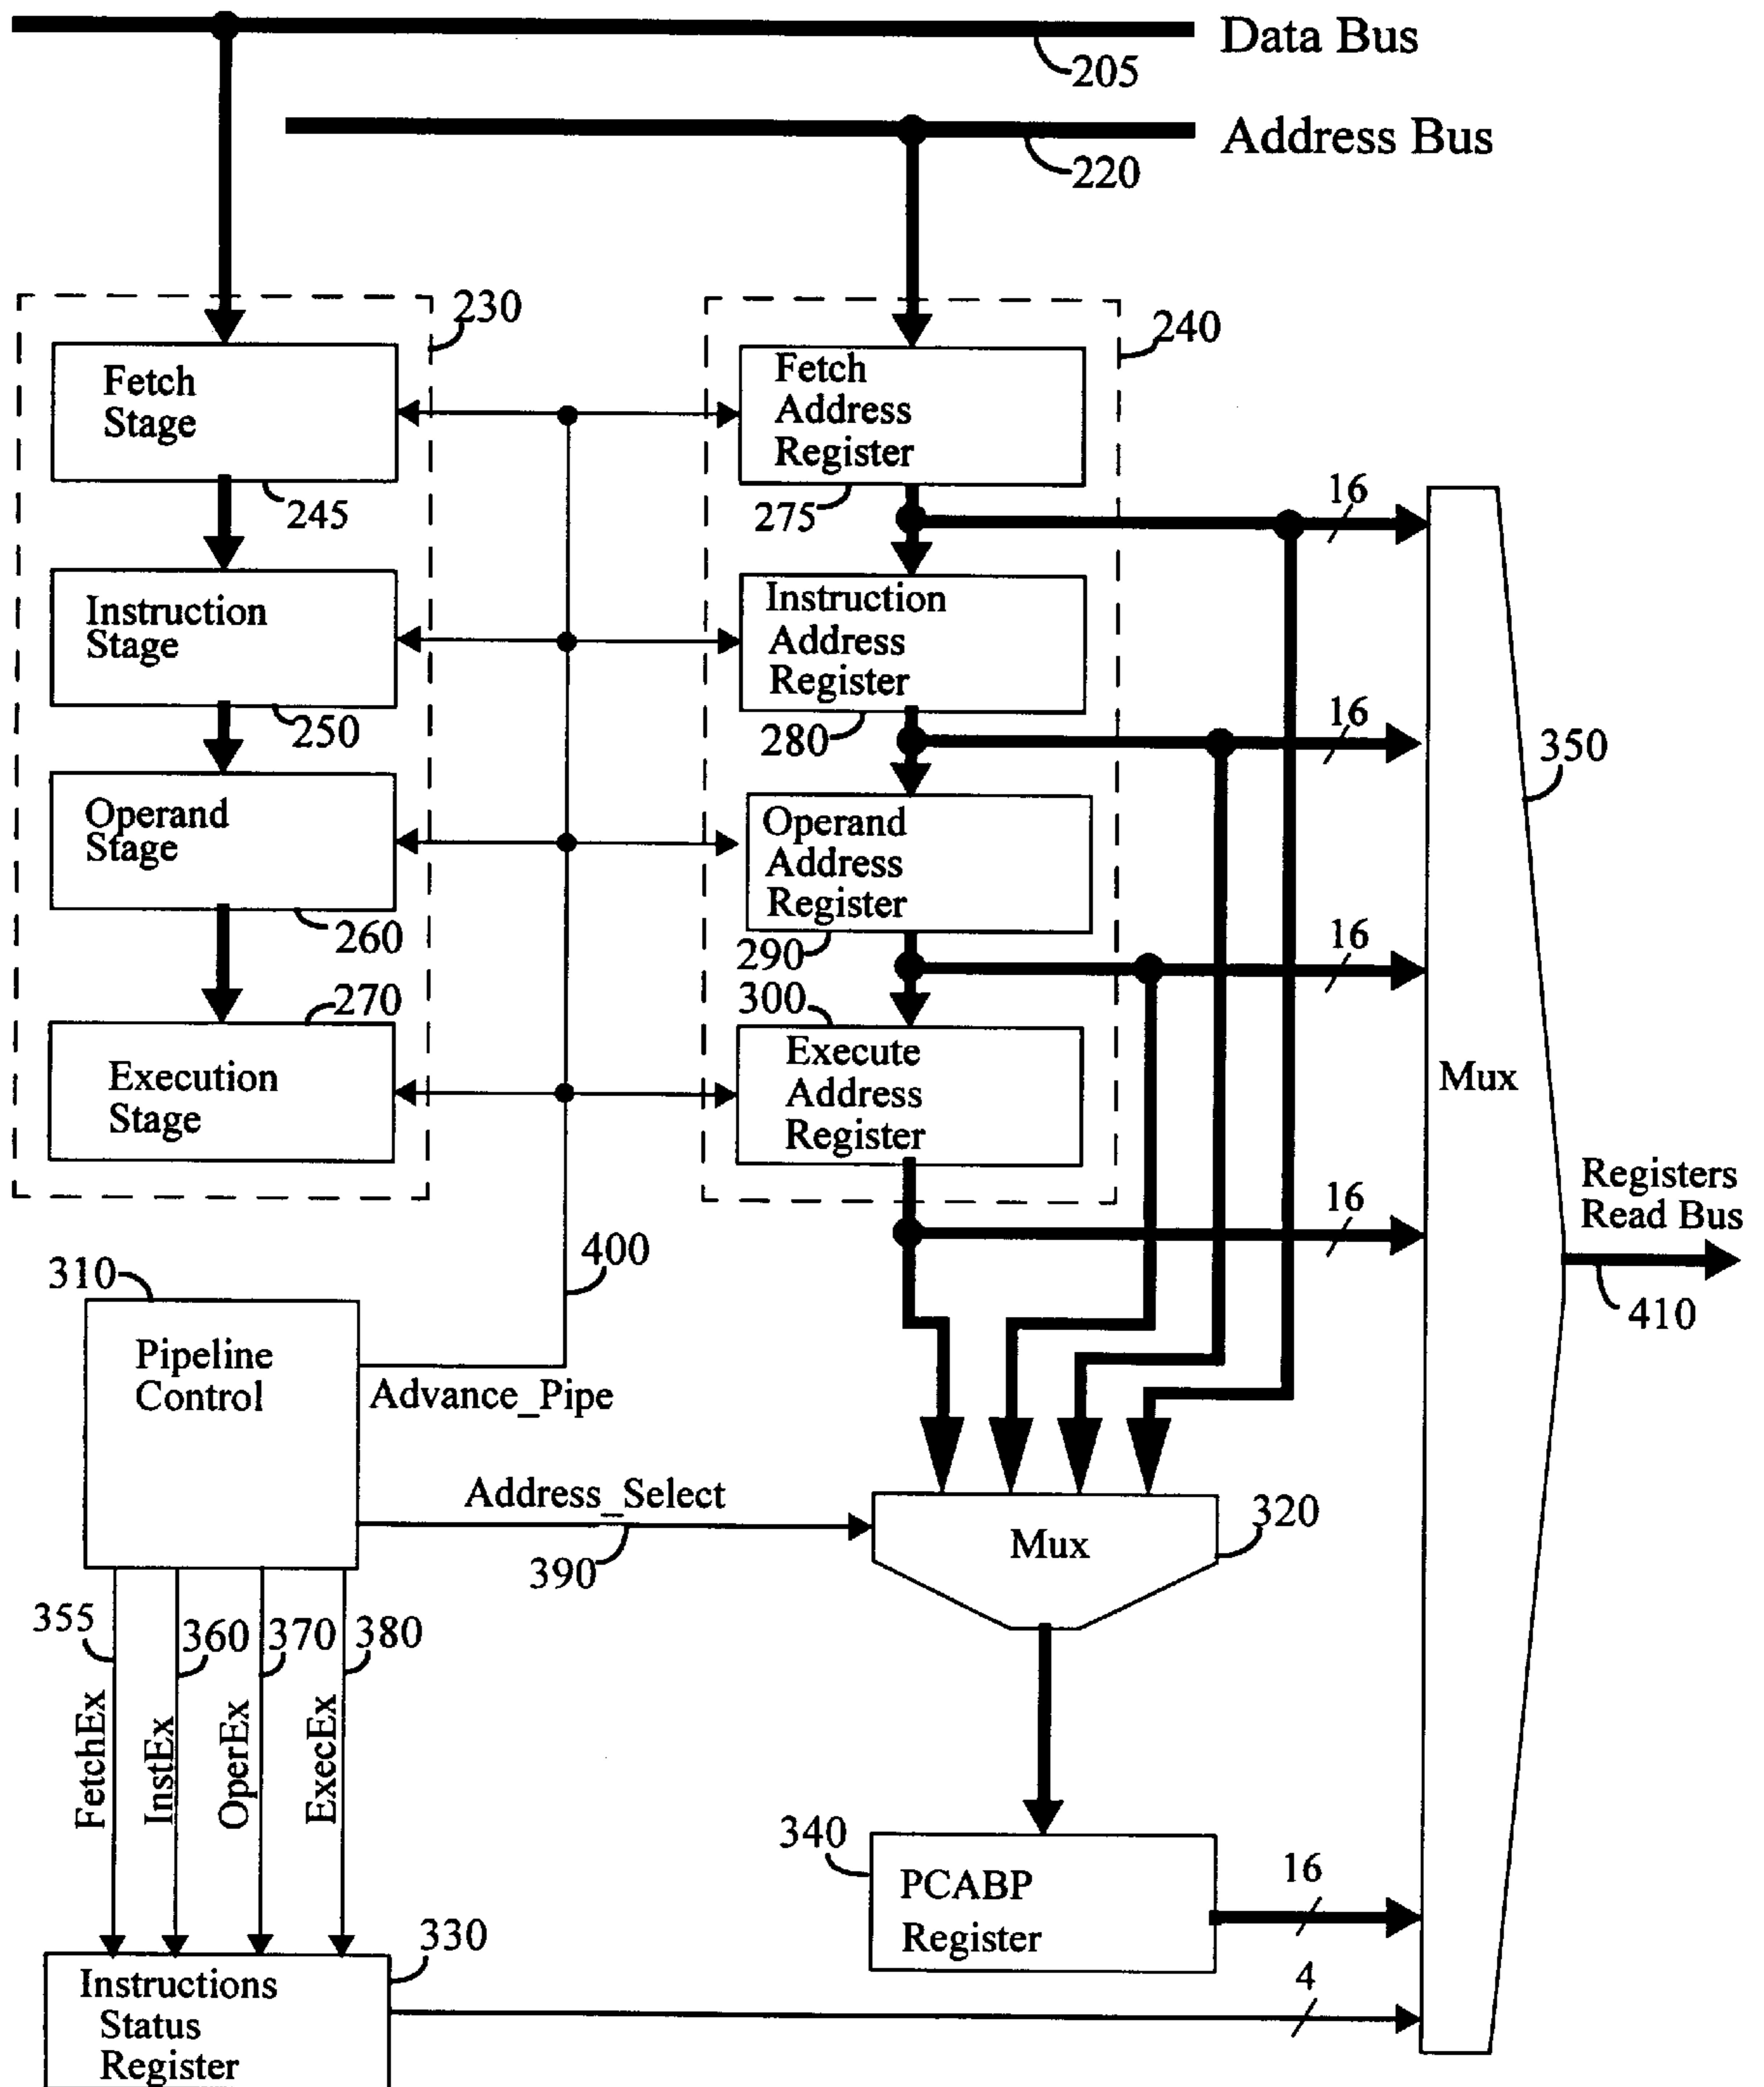 Data Bus
205
Address Bus
220
230
240
Fetch
Stage
245
Fetch
Address
Register
275
16
Instruction
Stage
250
Instruction
Address
Register
280
16
350
Operand
Stage
260
Operand
Address
Register
290
16
270
300
Execution
Stage
Execute
Address
Register
Mux
16
Registers
Read Bus
410
400
310
Pipeline
Control
Advance_Pipe
Address_Select
390
Mux
320
355
360
370
380
FetchEx
InstEx
OperEx
ExecEx
340
PCABP
Register
16
330
Instructions
Status
Register
4